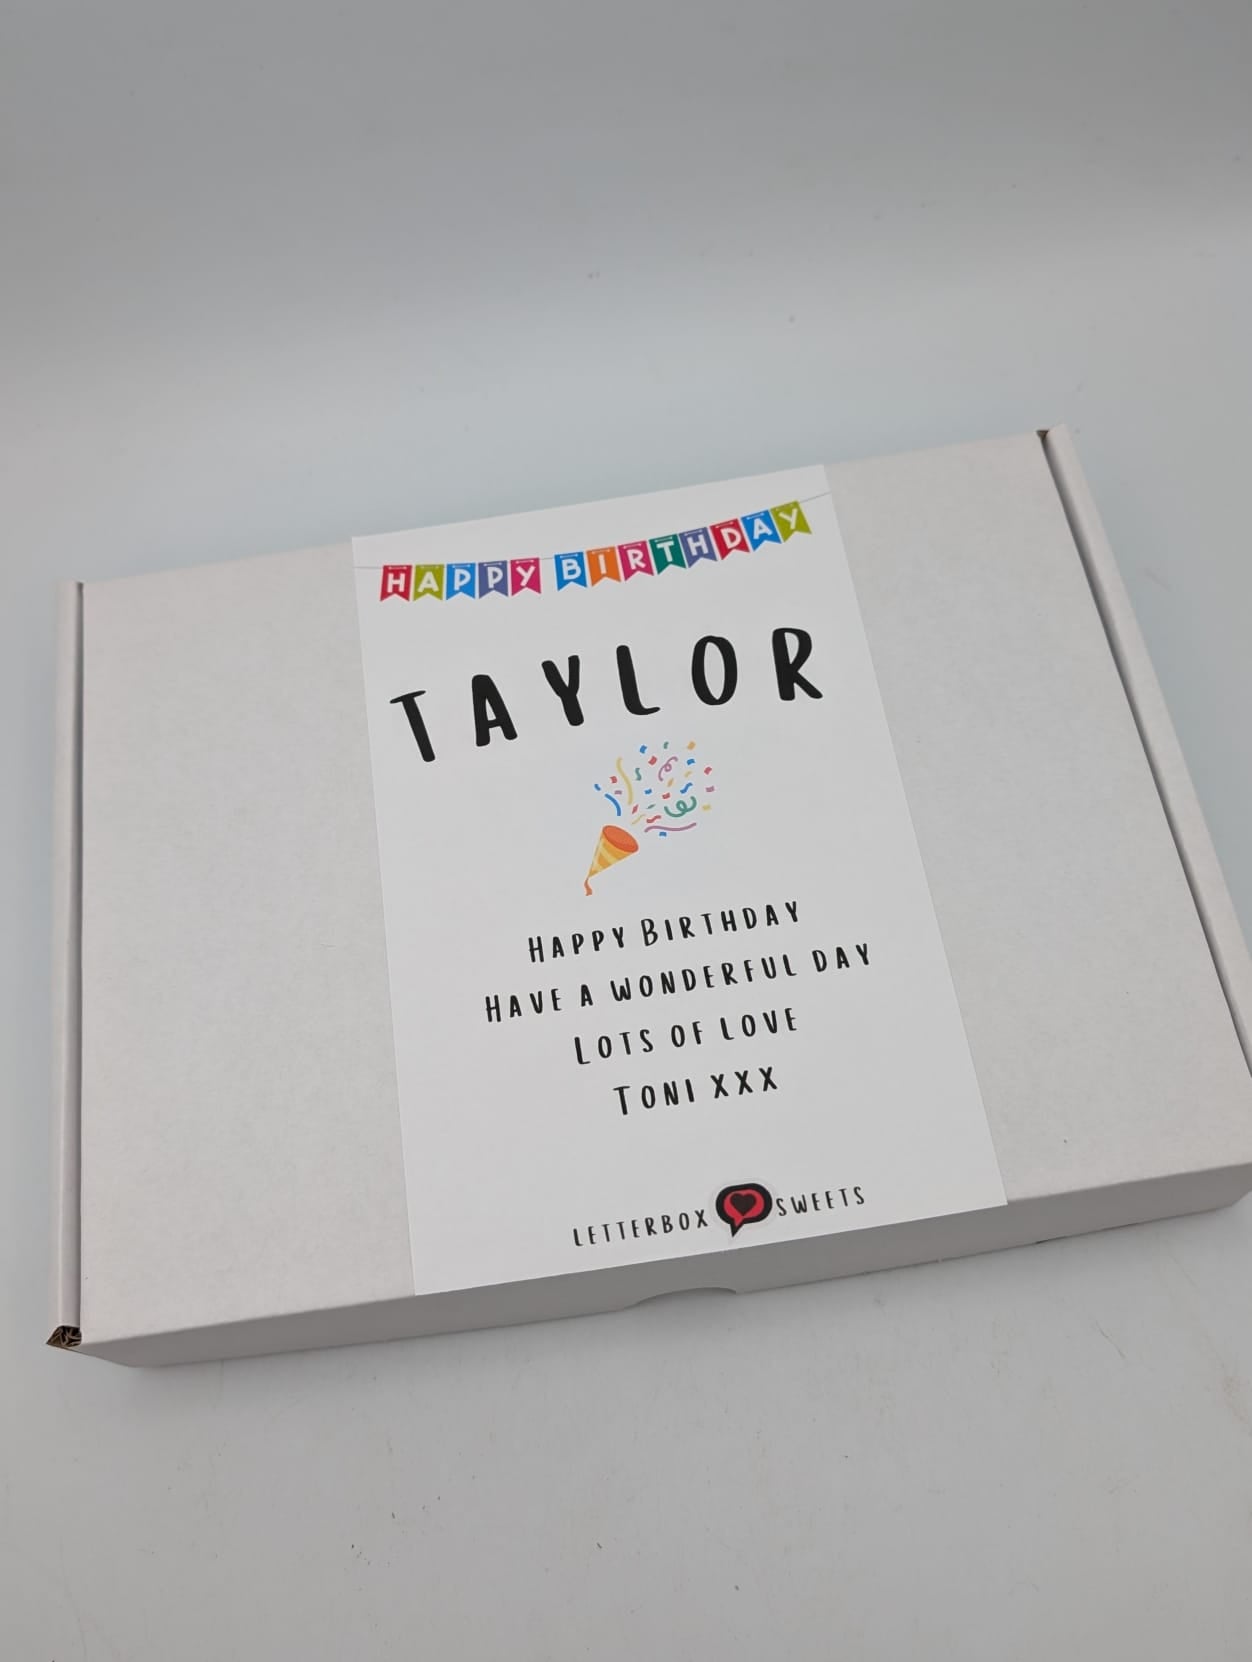 HAPPY BIRTHDAY
TAYLOR
HAPPY BIRTHDAY
HAVE A WONDERFUL DAY
LOTS OF LOVE
TONI XXX
LETTERBOX SWEETS